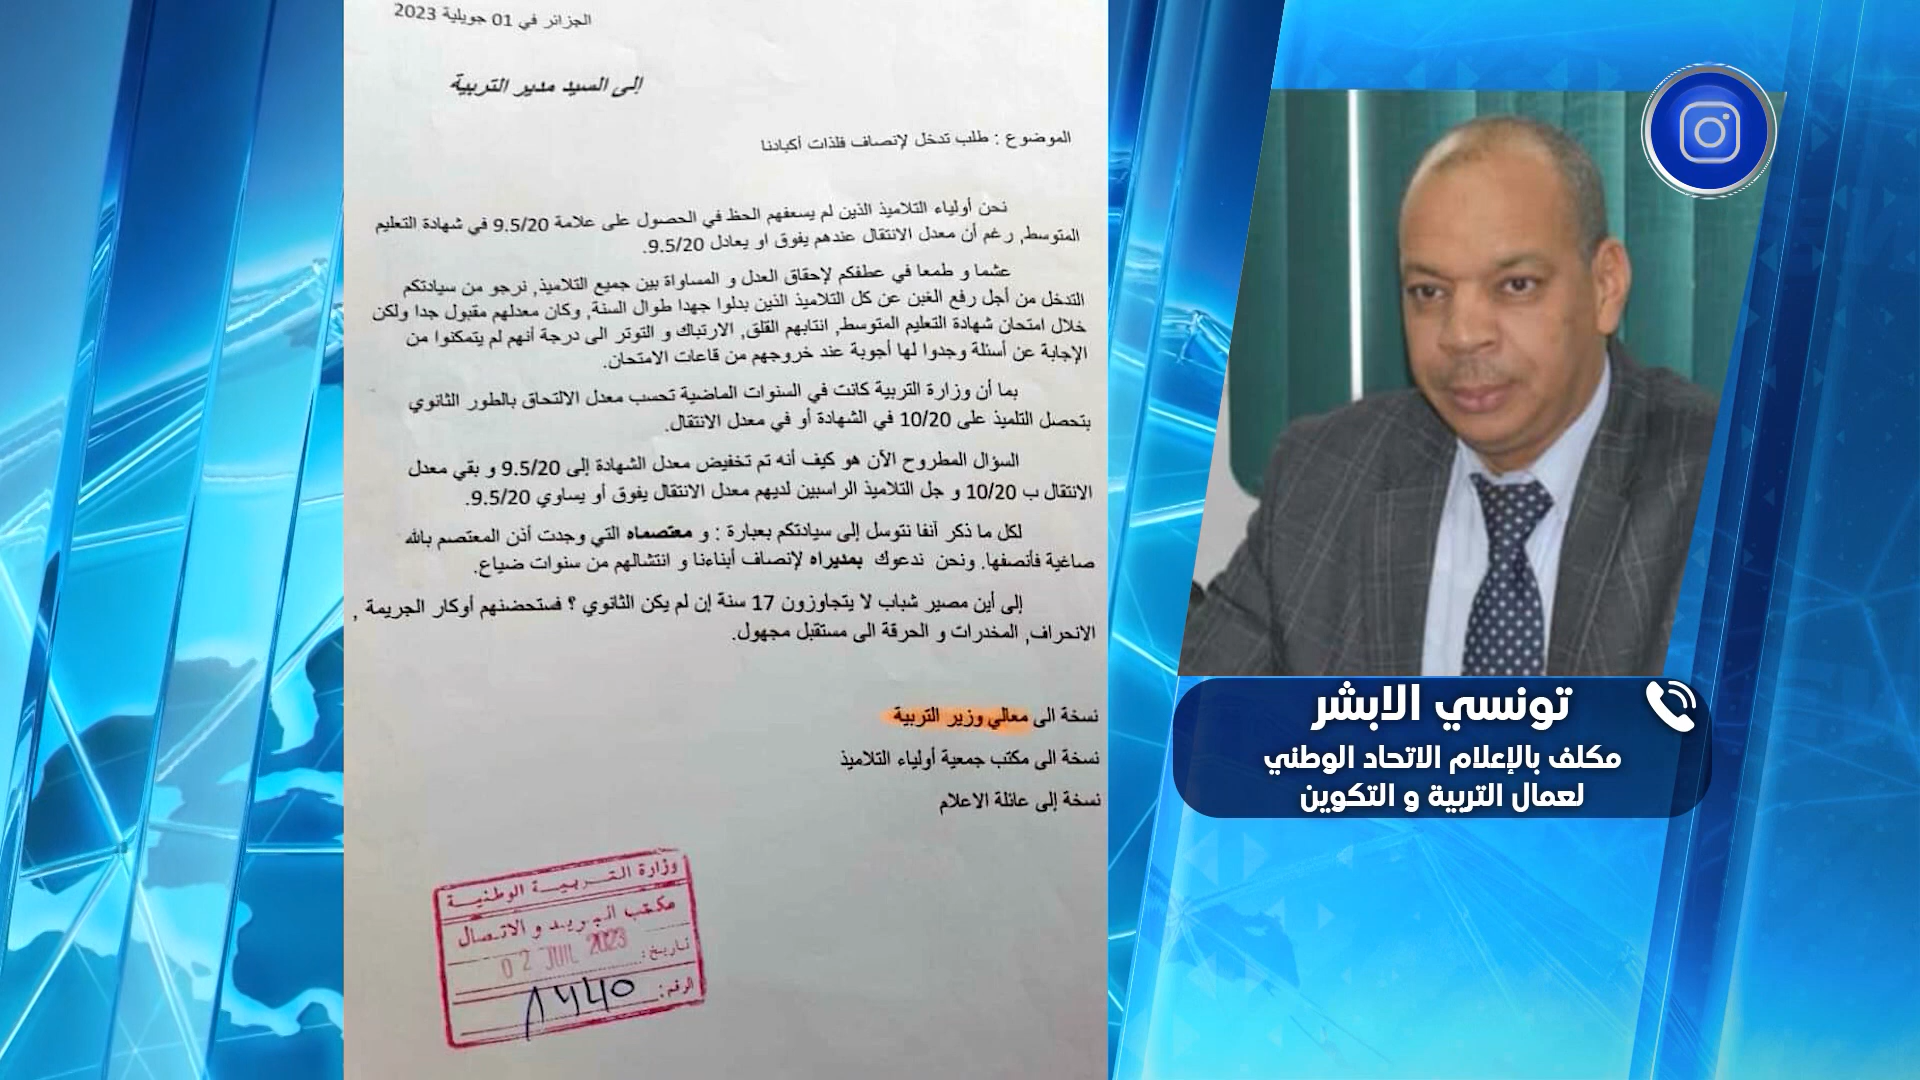 الجزائر في 01 جويلية 2023
إلى السيد مدير التربية
الموضوع : طلب تدخل لإنصاف فلذات أكبادنا
نحن أولياء التلاميذ الذين لم يسعفهم الحظ في الحصول على علامة 9.5/20 في شهادة التعليم
المتوسط, رغم أن معدل الانتقال عندهم يفوق او يعادل 9.5/20.
عشما و طمعا في عطفكم لإحقاق العدل و المساواة بين جميع التلاميذ, نرجو من سيادتكم
التدخل من أجل رفع الغبن عن كل التلاميذ الذين بدلوا جهدا طوال السنة, وكان معدلهم مقبول جدا ولكن
خلال امتحان شهادة التعليم المتوسط, انتابهم القلق, الارتباك و التوتر الى درجة أنهم لم يتمكنوا من
الإجابة عن أسئلة وجدوا لها أجوبة عند خروجهم من قاعات الامتحان.
بما أن وزارة التربية كانت في السنوات الماضية تحسب معدل الالتحاق بالطور الثانوي
بتحصل التلميذ على 10/20 في الشهادة أو في معدل الانتقال.
السؤال المطروح الآن هو كيف أنه تم تخفيض معدل الشهادة إلى 9.5/20 و بقي معدل
الانتقال ب 10/20 و جل التلاميذ الراسبين لديهم معدل الانتقال يفوق أو يساوي 9.5/20.
لكل ما ذكر آنفا نتوسل إلى سيادتكم بعبارة : و معتصماه التي وجدت أذن المعتصم بالله
صاغية فأنصفها. ونحن ندعوك بمديراه لإنصاف أبناءنا و انتشالهم من سنوات ضياع.
إلى أين مصير شباب لا يتجاوزون 17 سنة إن لم يكن الثانوي ؟ فستحضنهم أوكار الجريمة ,
الانحراف, المخدرات و الحرقة الى مستقبل مجهول.
نسخة الى معالي وزير التربية
نسخة الى مكتب جمعية أولياء التلاميذ
نسخة إلى عائلة الاعلام
وزارة التربية الوطنية
مكتب البريد و الاتصال
تاريخ: 02 JUIL 2023
الرقم:
تونسي الابشر
مكلف بالإعلام الاتحاد الوطني
لعمال التربية و التكوين